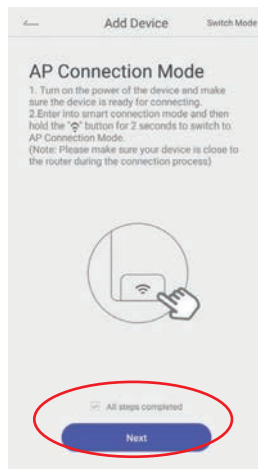 Add Device
Switch Mode
AP Connection Mode
1. Turn on the power of the device and make
sure the device is ready for connecting.
2.Enter into smart connection mode and then
hold the " " button for 2 seconds to switch to
AP Connection Mode.
(Note: Please make sure your device is close to
the router during the connection process)
All steps completed
Next